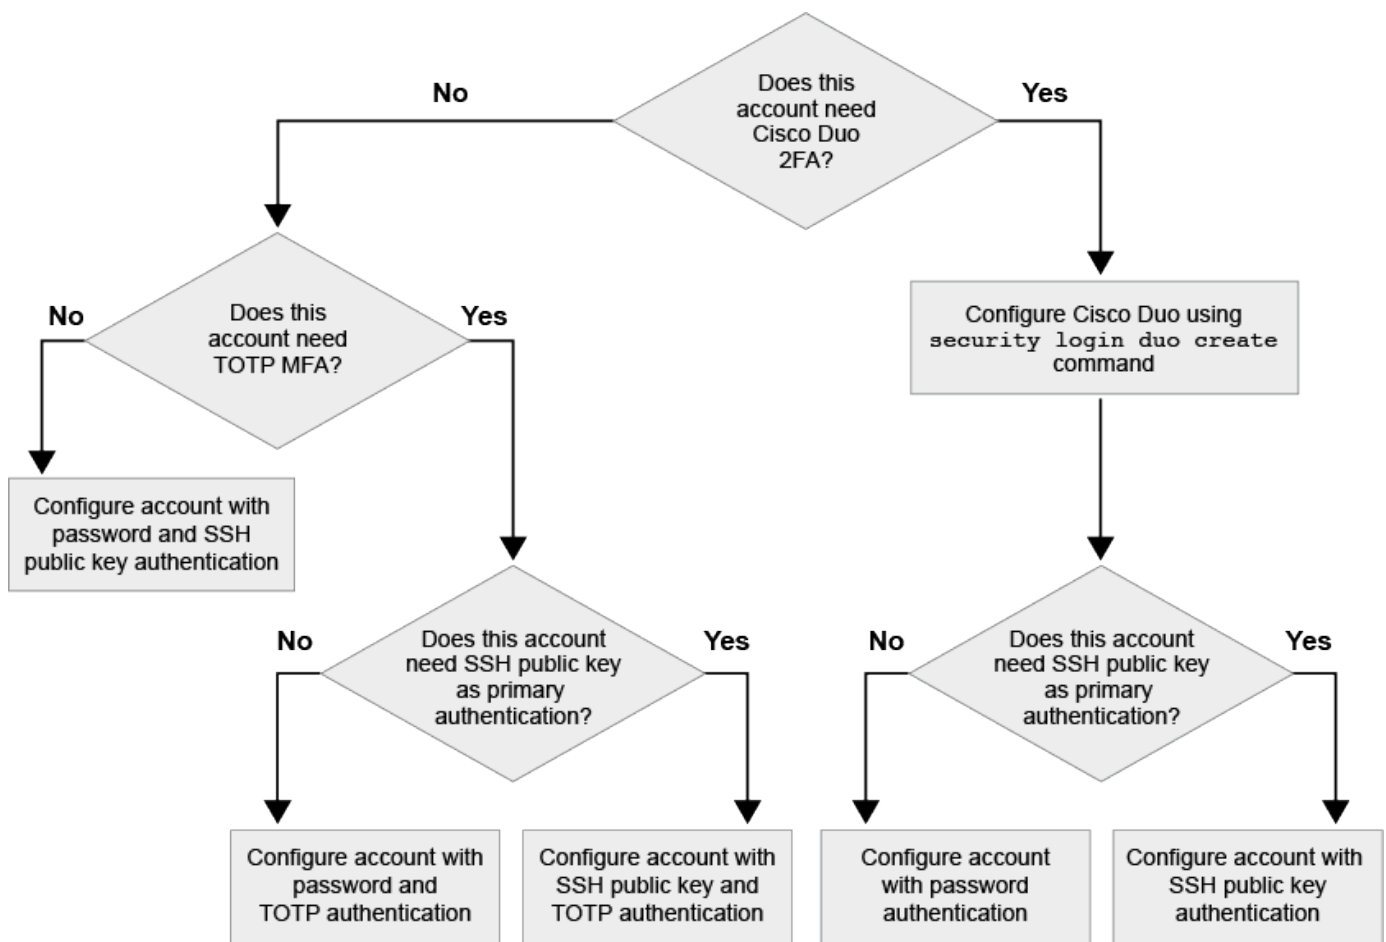 Does this
account need
Cisco Duo
2FA?
No
Yes
Does this
account need
TOTP MFA?
No
Yes
Configure Cisco Duo using
security login duo create
command
Configure account with
password and SSH
public key authentication
Does this account
need SSH public key
as primary
authentication?
No
Yes
Does this account
need SSH public key
as primary
authentication?
No
Yes
Configure account with
password and
TOTP authentication
Configure account with
SSH public key and
TOTP authentication
Configure account
with password
authentication
Configure account with
SSH public key
authentication